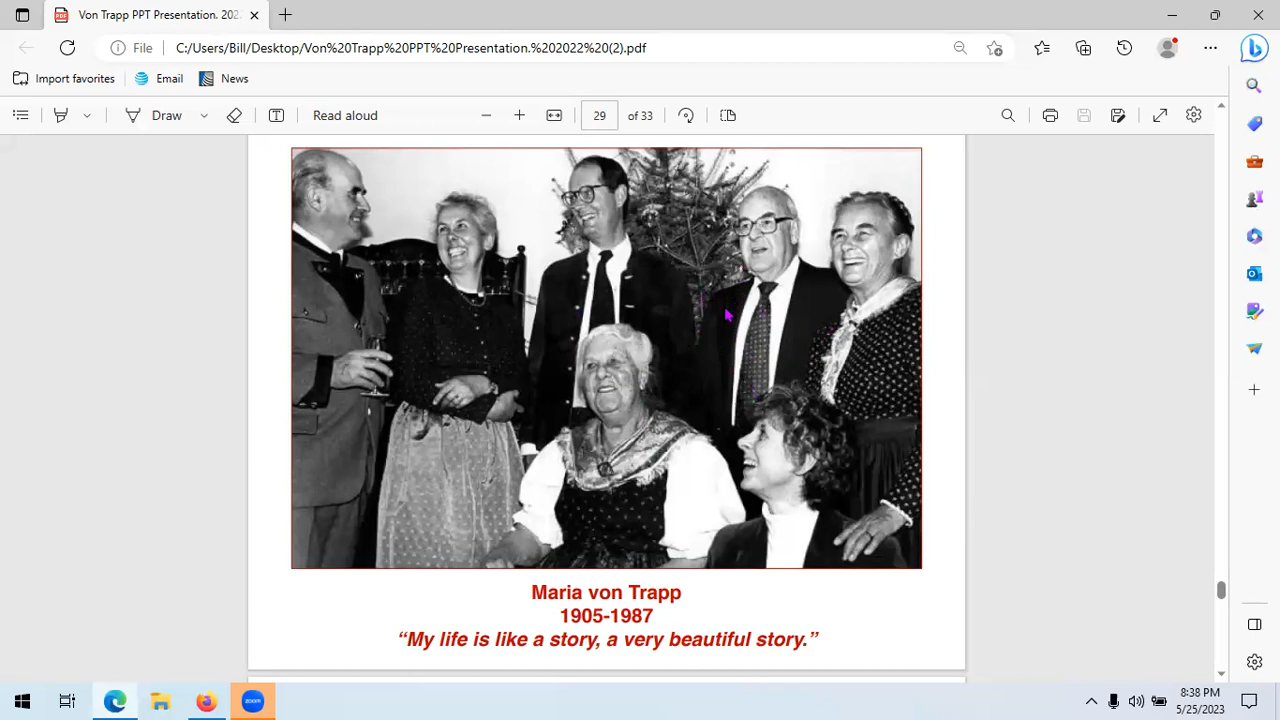 Von Trapp PPT Presentation. 202
File
C:/Users/Bill/Desktop/Von%20Trapp%20PPT%20Presentation.%202022%20(2).pdf
Import favorites
Email
News
Draw
Read aloud
29
of 33
Maria von Trapp
1905-1987
“My life is like a story, a very beautiful story.”
zoom
8:38 PM
5/25/2023